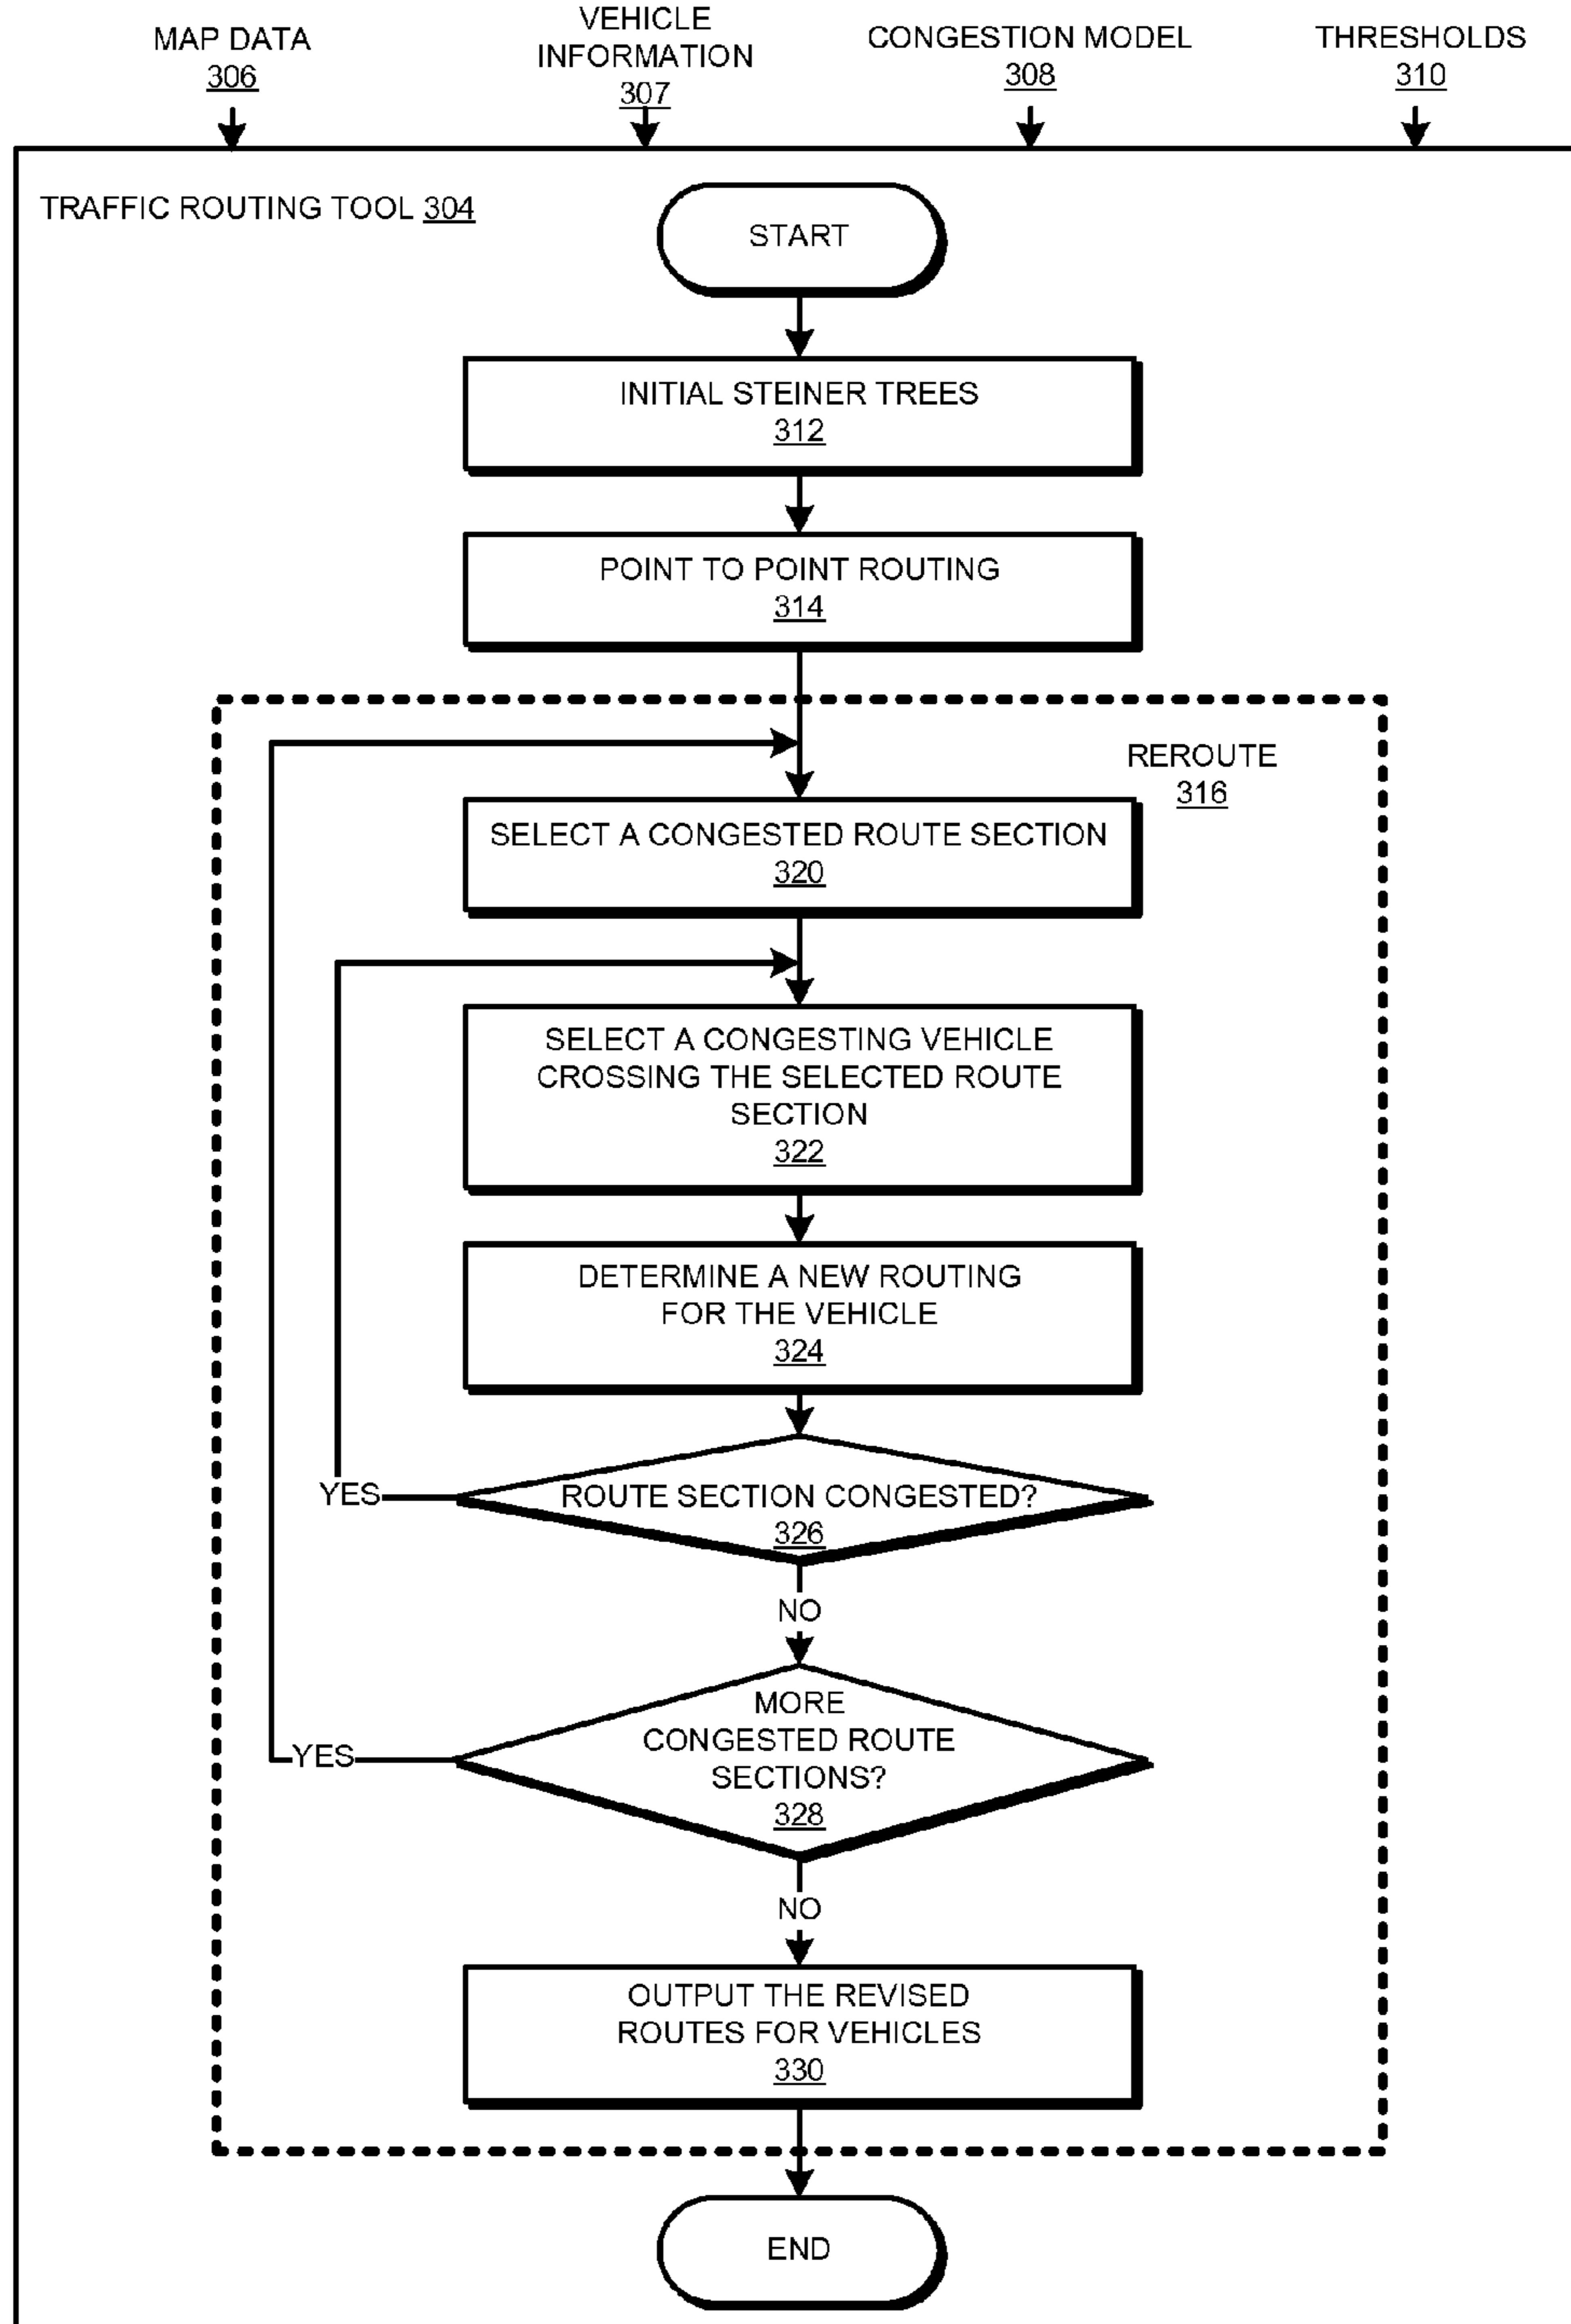 MAP DATA
306
VEHICLE
INFORMATION
307
CONGESTION MODEL
308
THRESHOLDS
310
TRAFFIC ROUTING TOOL 304
START
INITIAL STEINER TREES
312
POINT TO POINT ROUTING
314
REROUTE
316
SELECT A CONGESTED ROUTE SECTION
320
SELECT A CONGESTING VEHICLE
CROSSING THE SELECTED ROUTE
SECTION
322
DETERMINE A NEW ROUTING
FOR THE VEHICLE
324
YES
ROUTE SECTION CONGESTED?
326
NO
MORE
CONGESTED ROUTE
SECTIONS?
328
YES
NO
OUTPUT THE REVISED
ROUTES FOR VEHICLES
330
END